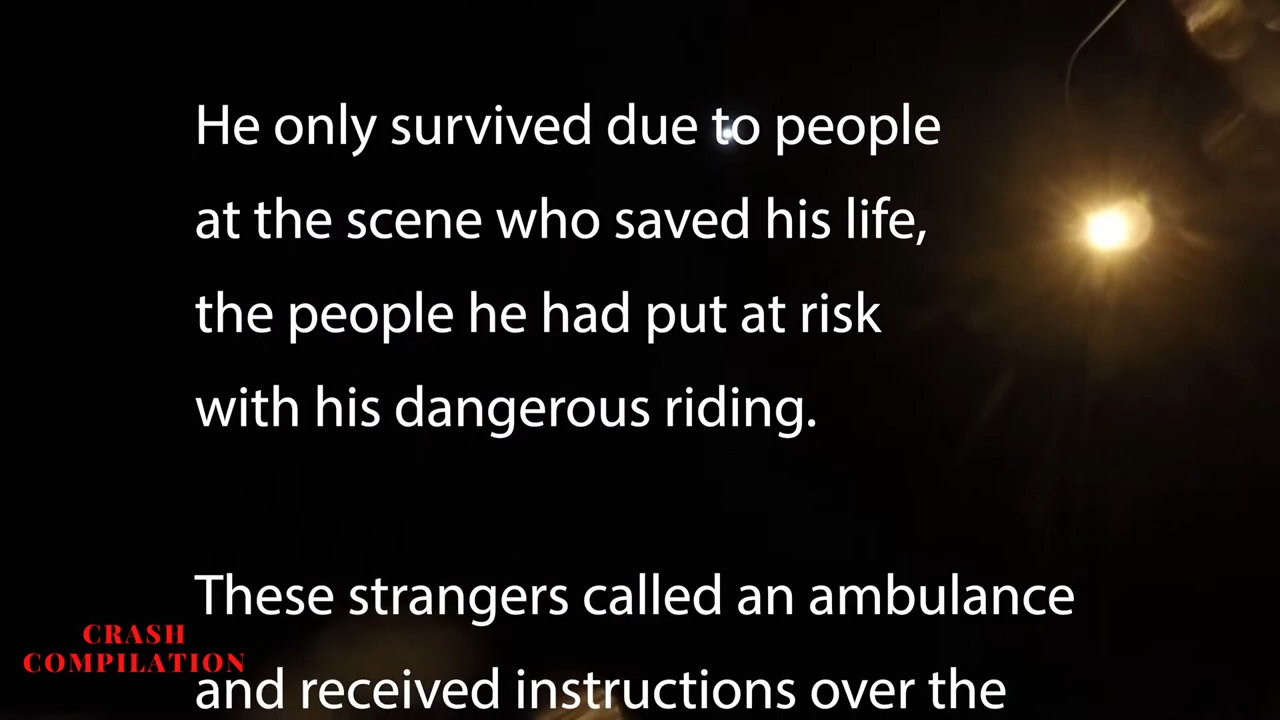 He only survived due to people
at the scene who saved his life,
the people he had put at risk
with his dangerous riding.
These strangers called an ambulance
and received instructions over the
CRASH
COMPILATION